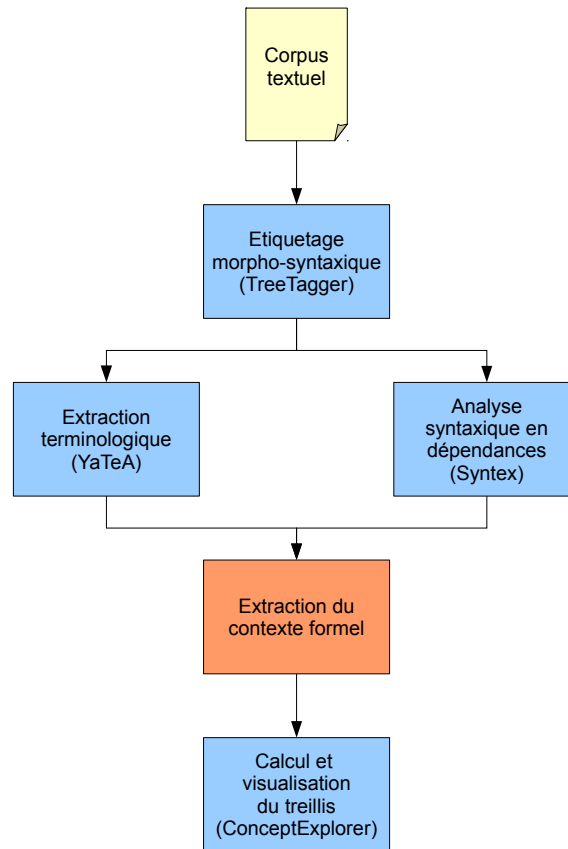 Corpus
textuel
Etiquetage
morpho-syntaxique
(TreeTagger)
Extraction
terminologique
(YaTeA)
Analyse
syntaxique en
dépendances
(Syntex)
Extraction du
contexte formel
Calcul et
visualisation
du treillis
(ConceptExplorer)